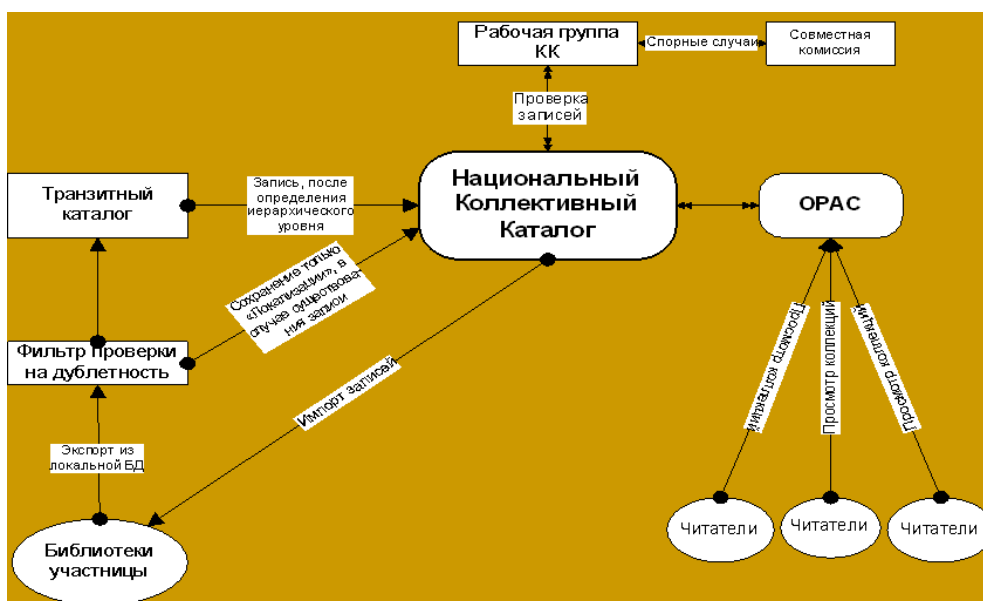 Рабочая группа
КК
Спорные случаи
Совместная
комиссия
Проверка
записей
Транзитный
каталог
Запись, после
определения
иерархического
уровня
Национальный
Коллективный
Каталог
OPAC
Сохранение только
«Локализации», в
случае существова-
ния записи
Фильтр проверки
на дублетность
Импорт записей
Просмотр коллекций
Просмотр коллекций
Просмотр коллекций
Экспорт из
локальной БД
Библиотеки
участницы
Читатели
Читатели
Читатели